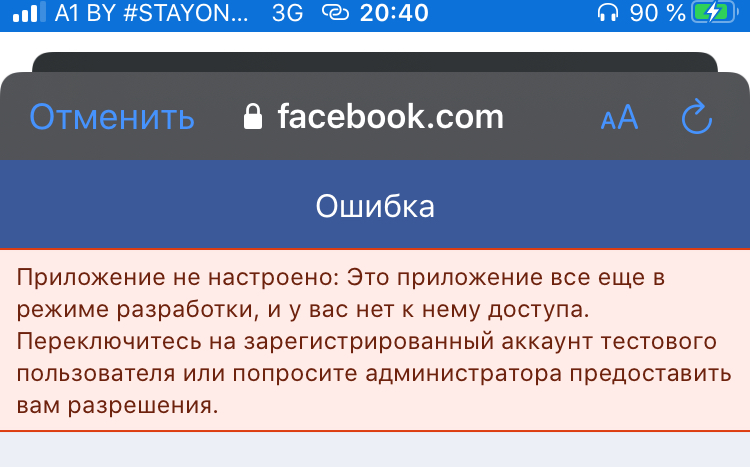 A1 BY #STAYON... 3G 20:40 90 %
Отменить facebook.com AA
Ошибка
Приложение не настроено: Это приложение все еще в
режиме разработки, и у вас нет к нему доступа.
Переключитесь на зарегистрированный аккаунт тестового
пользователя или попросите администратора предоставить
вам разрешения.